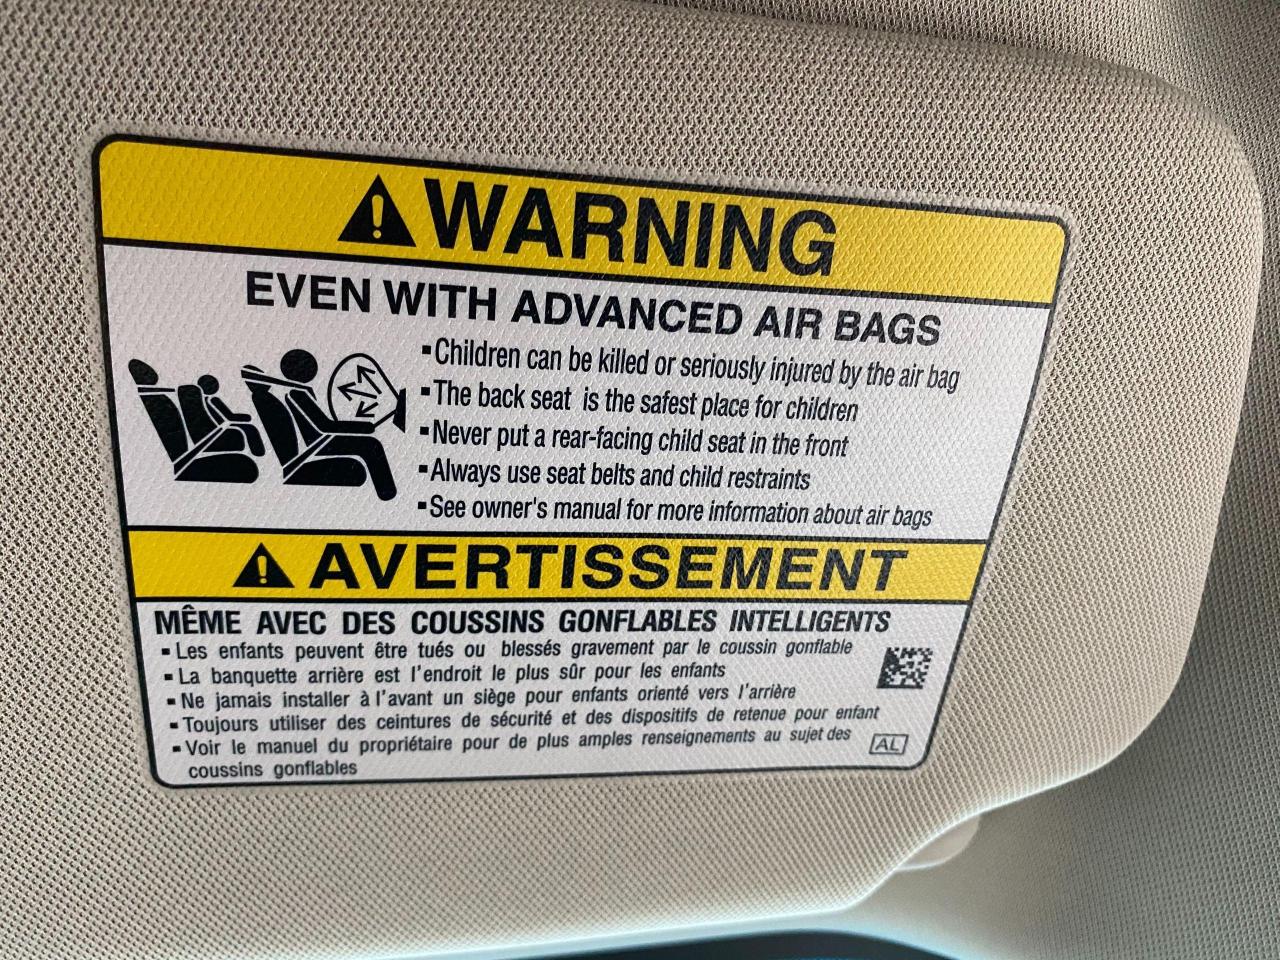 WARNING
EVEN WITH ADVANCED AIR BAGS
▪Children can be killed or seriously injured by the air bag
▪The back seat is the safest place for children
▪Never put a rear-facing child seat in the front
▪Always use seat belts and child restraints
▪See owner's manual for more information about air bags
AVERTISSEMENT
MÊME AVEC DES COUSSINS GONFLABLES INTELLIGENTS
▪ Les enfants peuvent être tués ou blessés gravement par le coussin gonflable
▪ La banquette arrière est l'endroit le plus sûr pour les enfants
▪ Ne jamais installer à l'avant un siège pour enfants orienté vers l'arrière
▪ Toujours utiliser des ceintures de sécurité et des dispositifs de retenue pour enfant
▪ Voir le manuel du propriétaire pour de plus amples renseignements au sujet des
coussins gonflables
AL